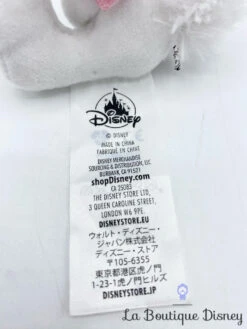 Disney
© DISNEY
MADE IN CHINA
FABRIQUÉ EN CHINE
DISNEY MERCHANDISE
SOURCING & DISTRIBUTION, LLC
BURBANK, CA 91521
shopDisney.com
CA 25083
THE DISNEY STORE LTD,
3 QUEEN CAROLINE STREET,
LONDON W6 9PE
DISNEYSTORE.EU
ウォルト・ディズニー・
ジャパン株式会社
ディズニーストア
〒105-6355
東京都港区虎ノ門
1-23-1虎ノ門ヒルズ
DISNEYSTORE.JP
La Boutique Disney